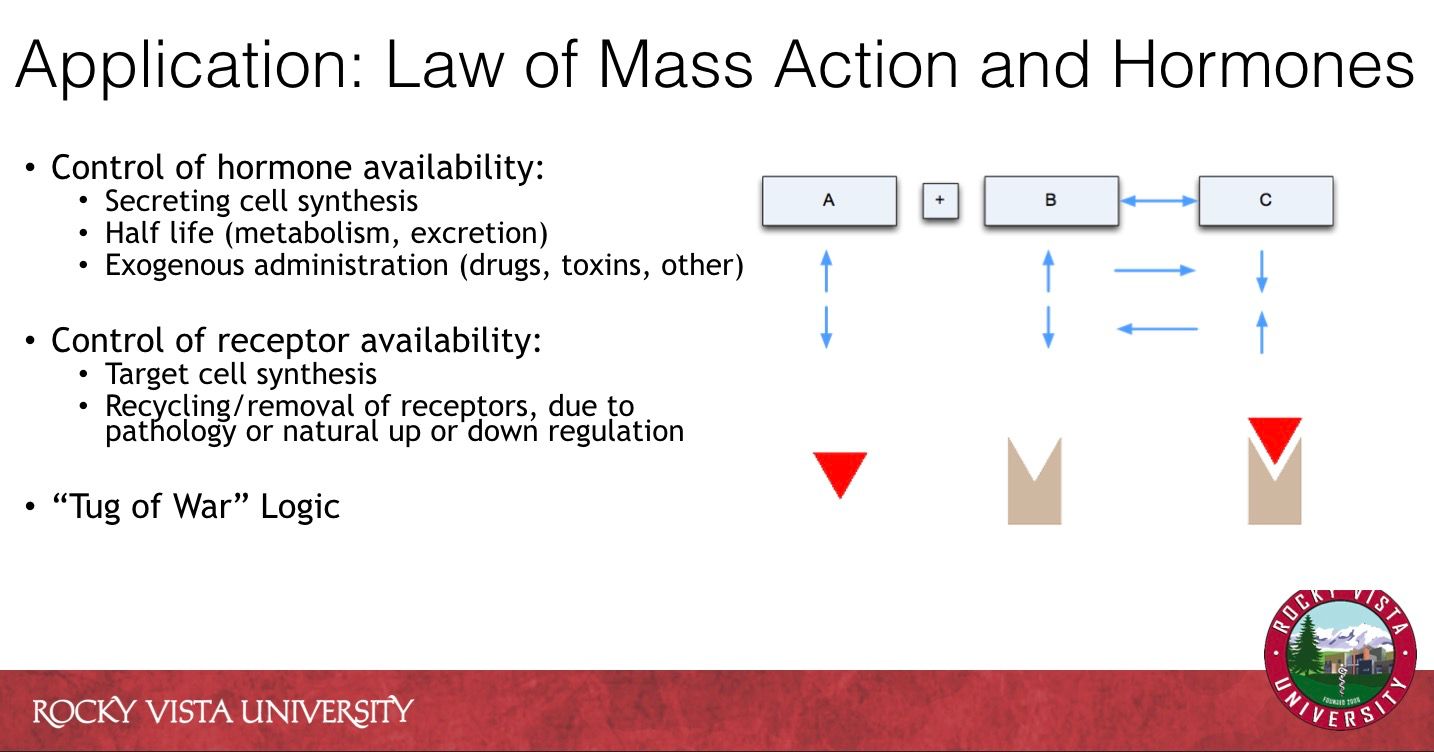 Application: Law of Mass Action and Hormones
• Control of hormone availability:
• Secreting cell synthesis
• Half life (metabolism, excretion)
• Exogenous administration (drugs, toxins, other)
• Control of receptor availability:
• Target cell synthesis
• Recycling/removal of receptors, due to
pathology or natural up or down regulation
• “Tug of War” Logic
A + B C
ROCKY VISTA UNIVERSITY
ROCKY VISTA
UNIVERSITY
FOUNDED 2006